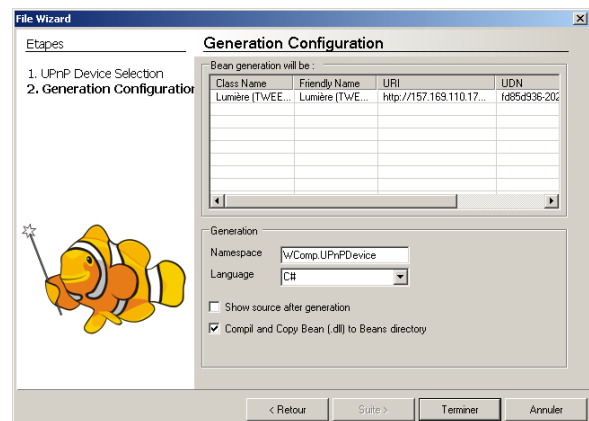 File Wizard
Etapes
Generation Configuration
1. UPnP Device Selection
2. Generation Configuration
Bean generation will be :
Class Name Friendly Name URI UDN
Lumière (TWEE... Lumière (TWE... http://157.169.110.17... fd85d936-202
Generation
Namespace WComp.UPnPDevice
Language C#
Show source after generation
Compil and Copy Bean (.dll) to Beans directory
< Retour Suite > Terminer Annuler